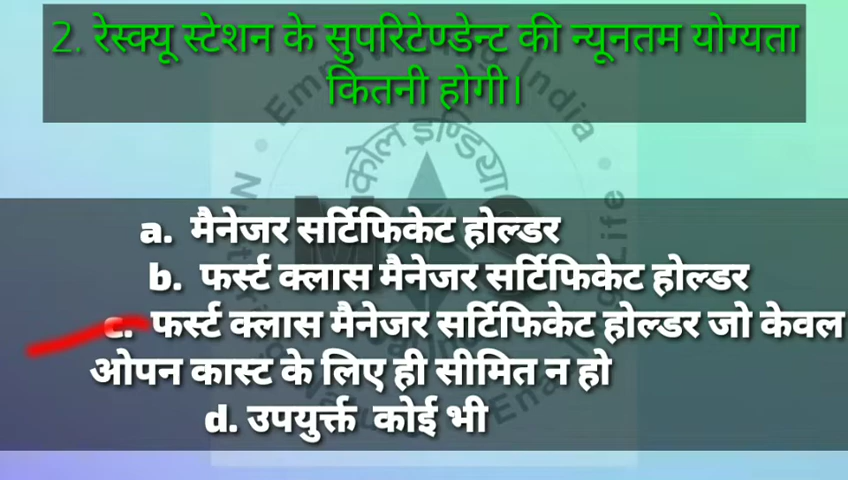 2. रेस्क्यू स्टेशन के सुपरिटेण्डेन्ट की न्यूनतम योग्यता
कितनी होगी।
कोल इण्डिया
a. मैनेजर सर्टिफिकेट होल्डर
b. फर्स्ट क्लास मैनेजर सर्टिफिकेट होल्डर
c. फर्स्ट क्लास मैनेजर सर्टिफिकेट होल्डर जो केवल
ओपन कास्ट के लिए ही सीमित न हो
d. उपयुर्क्त कोई भी